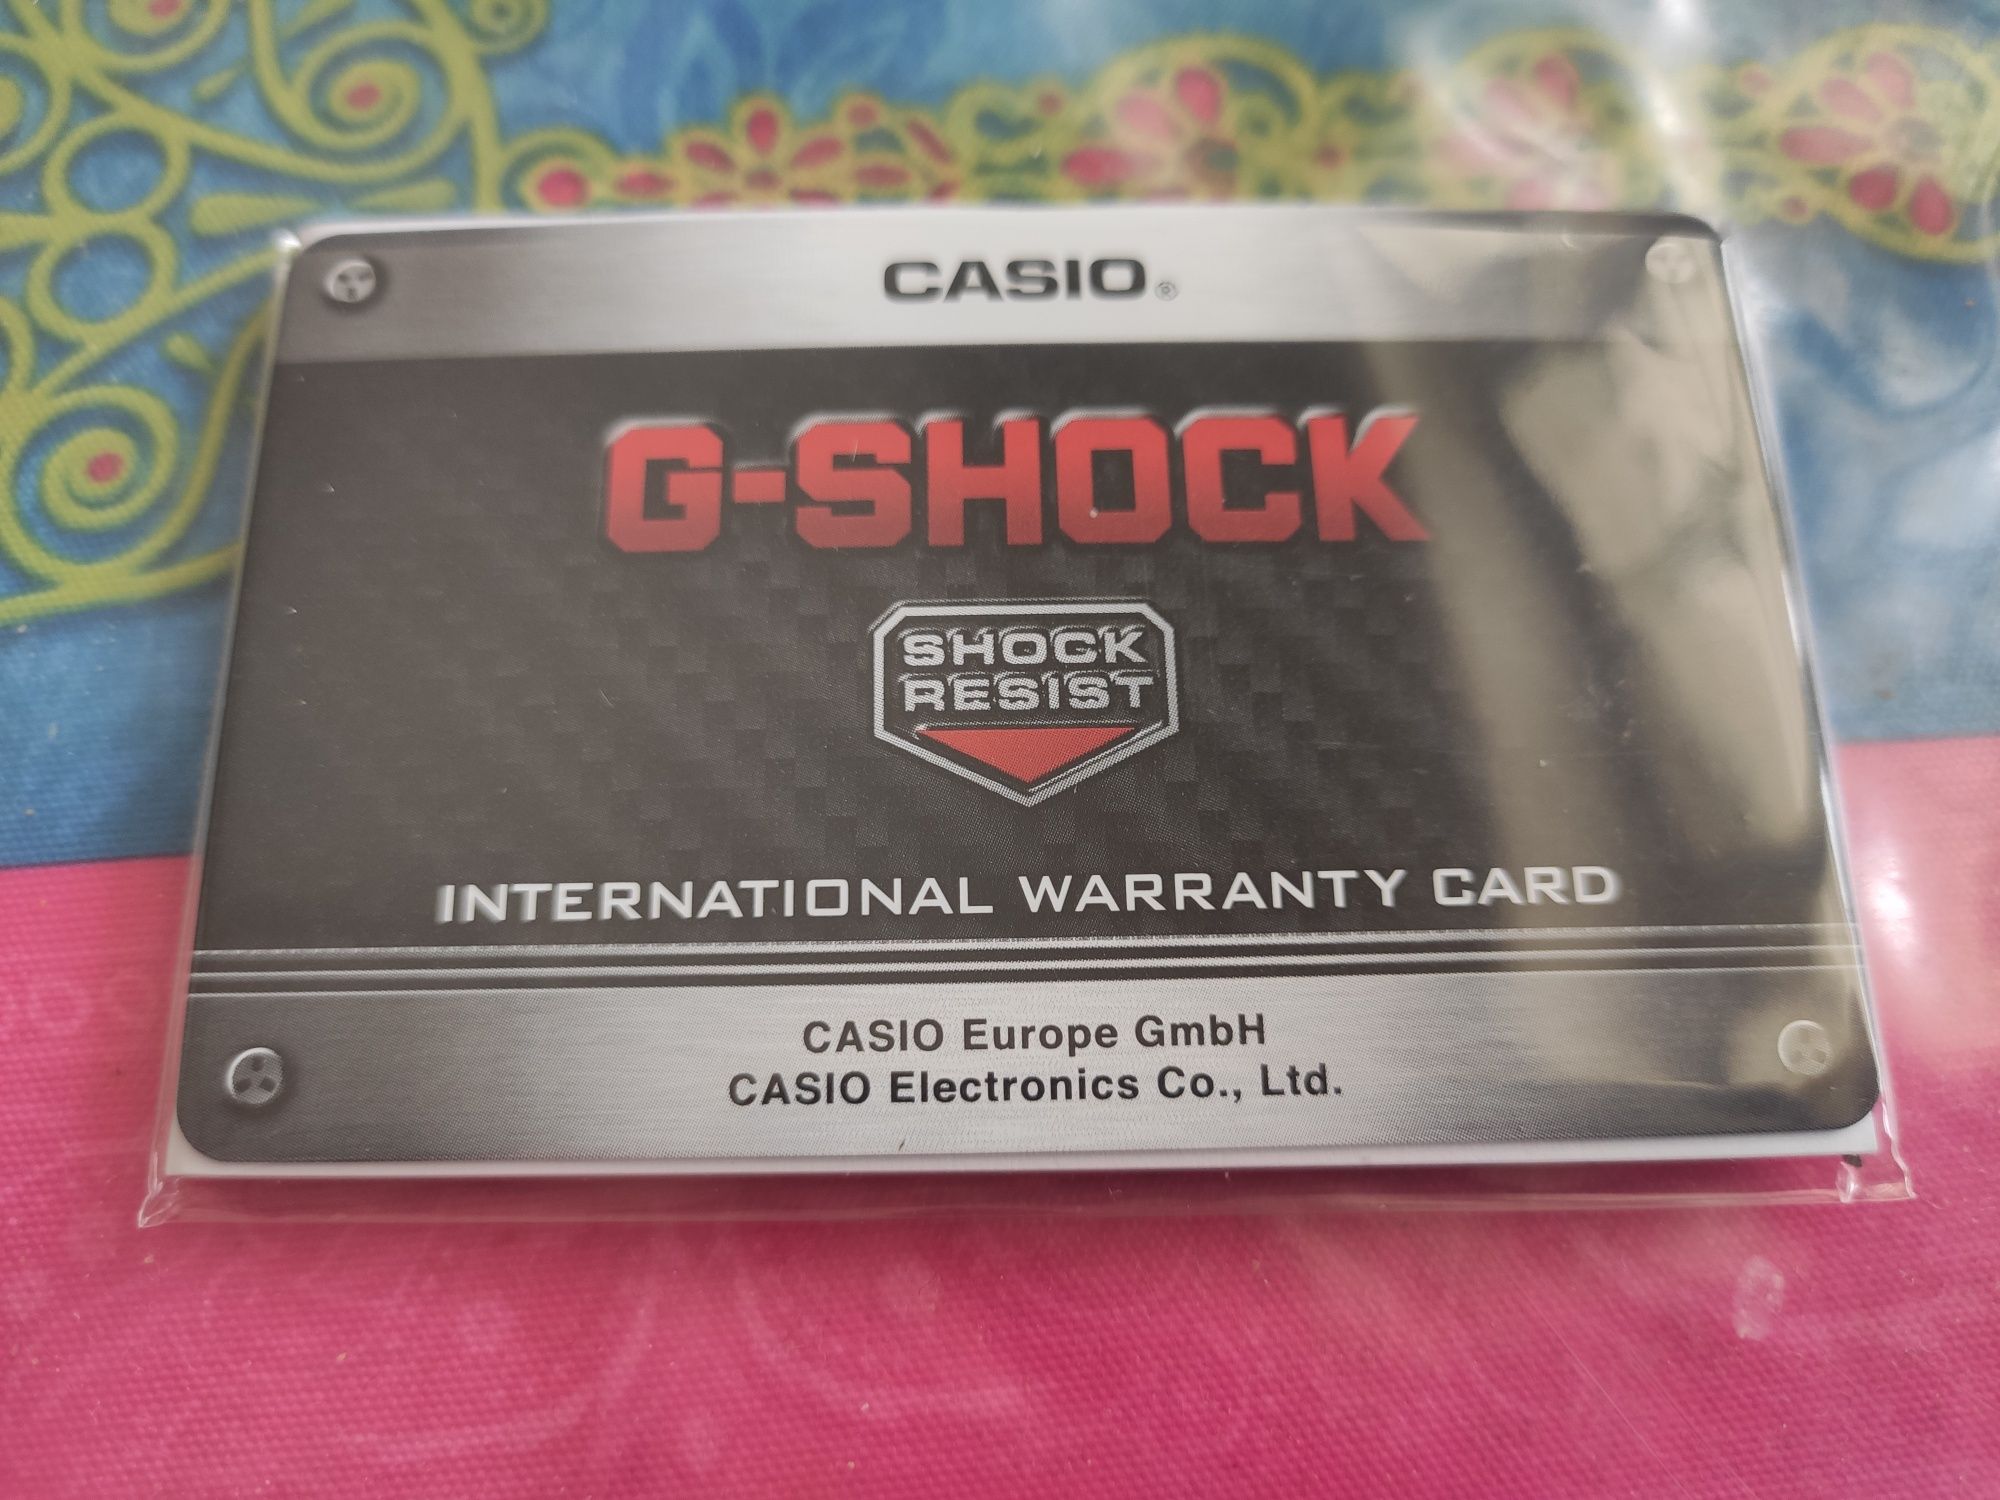 CASIO®
G-SHOCK
SHOCK
RESIST
INTERNATIONAL WARRANTY CARD
CASIO Europe GmbH
CASIO Electronics Co., Ltd.